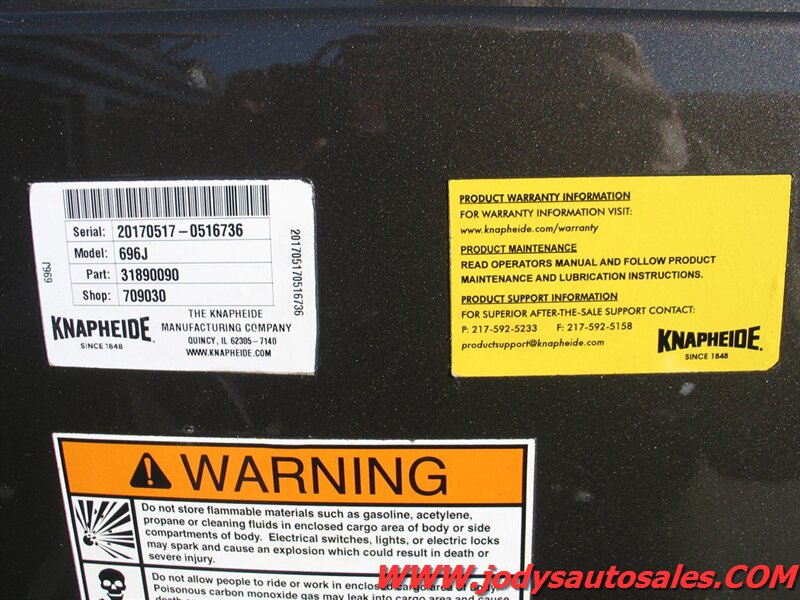 Serial: 20170517-0516736
Model: 696J
Part: 31890090
Shop: 709030
201705170516736
696J
KNAPHEIDE
SINCE 1848
THE KNAPHEIDE
MANUFACTURING COMPANY
QUINCY, IL 62305-7140
WWW.KNAPHEIDE.COM
PRODUCT WARRANTY INFORMATION
FOR WARRANTY INFORMATION VISIT:
www.knapheide.com/warranty
PRODUCT MAINTENANCE
READ OPERATORS MANUAL AND FOLLOW PRODUCT
MAINTENANCE AND LUBRICATION INSTRUCTIONS.
PRODUCT SUPPORT INFORMATION
FOR SUPERIOR AFTER-THE-SALE SUPPORT CONTACT:
P: 217-592-5233 F: 217-592-5158
productsupport@knapheide.com
KNAPHEIDE
SINCE 1848
WARNING
Do not store flammable materials such as gasoline, acetylene,
propane or cleaning fluids in enclosed cargo area of body or side
compartments of body. Electrical switches, lights, or electric locks
may spark and cause an explosion which could result in death or
severe injury.
Do not allow people to ride or work in enclosed cargo area of body.
Poisonous carbon monoxide gas may leak into cargo area and cause
WWW.jodysautosales.COM